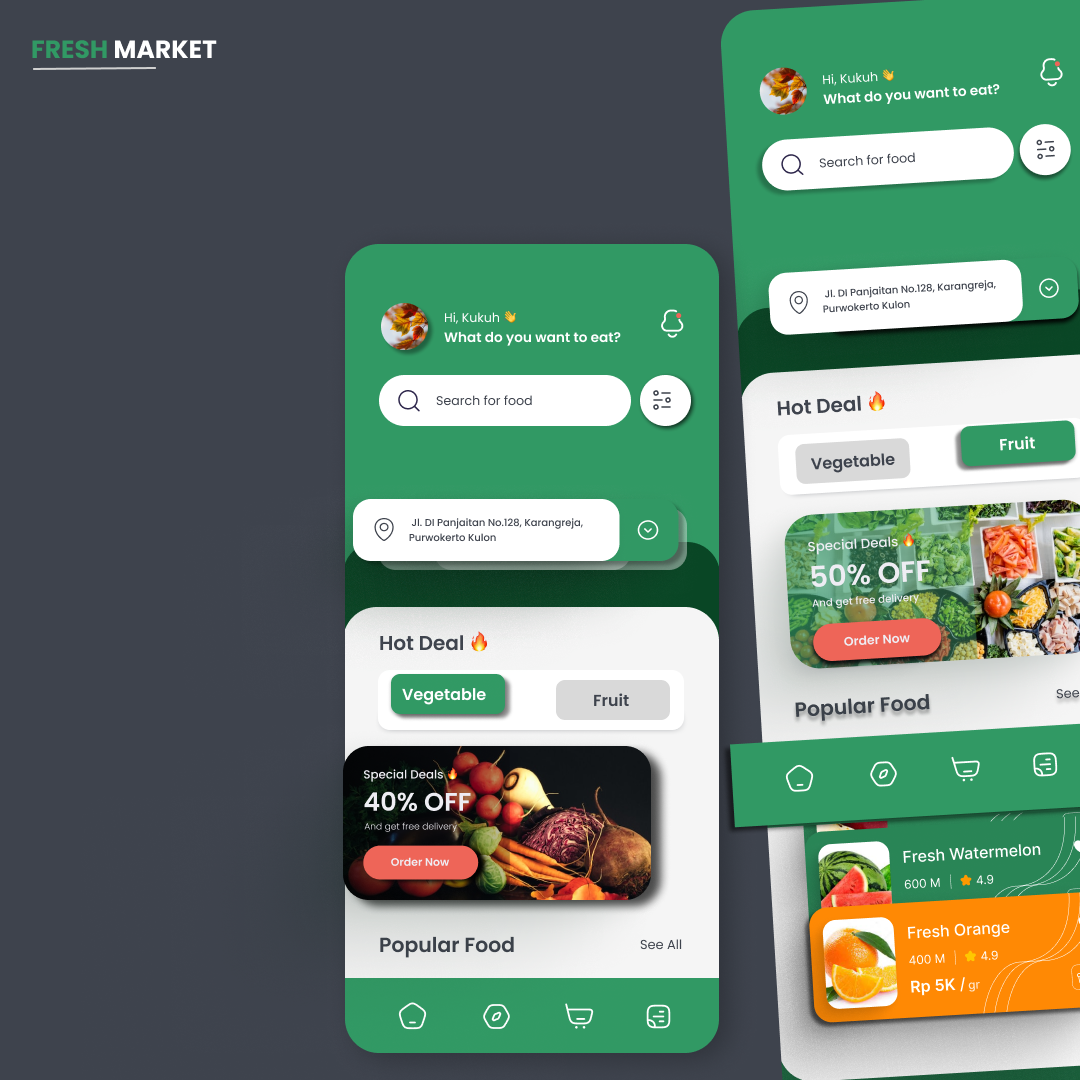 FRESH MARKET
Hi, Kukuh 👋
What do you want to eat?
Search for food
Jl. DI Panjaitan No.128, Karangreja,
Purwokerto Kulon
Hot Deal 🔥
Vegetable
Fruit
Special Deals 🔥
40% OFF
And get free delivery
Order Now
Popular Food
See All
Hi, Kukuh 👋
What do you want to eat?
Search for food
Jl. DI Panjaitan No.128, Karangreja,
Purwokerto Kulon
Hot Deal 🔥
Vegetable
Fruit
Special Deals 🔥
50% OFF
And get free delivery
Order Now
Popular Food
See
Fresh Watermelon
600 M
4.9
Fresh Orange
400 M
4.9
Rp 5K / gr